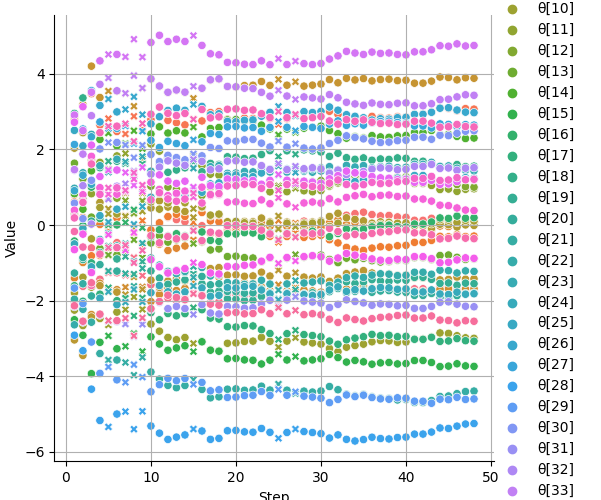 4
2
0
−2
−4
−6
Value
0
10
20
30
40
50
Step
θ[10]
θ[11]
θ[12]
θ[13]
θ[14]
θ[15]
θ[16]
θ[17]
θ[18]
θ[19]
θ[20]
θ[21]
θ[22]
θ[23]
θ[24]
θ[25]
θ[26]
θ[27]
θ[28]
θ[29]
θ[30]
θ[31]
θ[32]
θ[33]